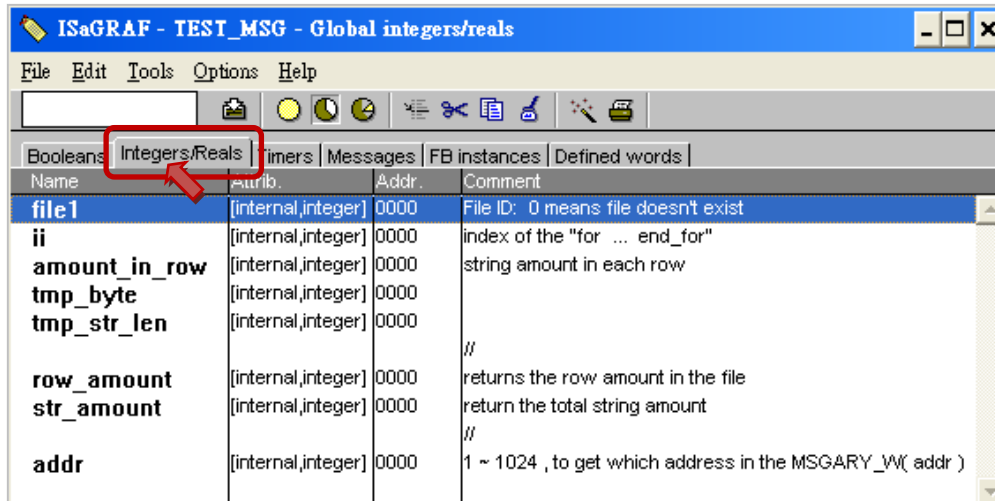 ISaGRAF - TEST_MSG - Global integers/reals
File Edit Tools Options Help
Booleans Integers/Reals Timers Messages FB instances Defined words
Name Attrib. Addr. Comment
file1 [internal,integer] 0000 File ID: 0 means file doesn't exist
ii [internal,integer] 0000 index of the "for ... end_for"
amount_in_row [internal,integer] 0000 string amount in each row
tmp_byte [internal,integer] 0000
tmp_str_len [internal,integer] 0000
//
row_amount [internal,integer] 0000 returns the row amount in the file
str_amount [internal,integer] 0000 return the total string amount
//
addr [internal,integer] 0000 1 ~ 1024 , to get which address in the MSGARY_W( addr )